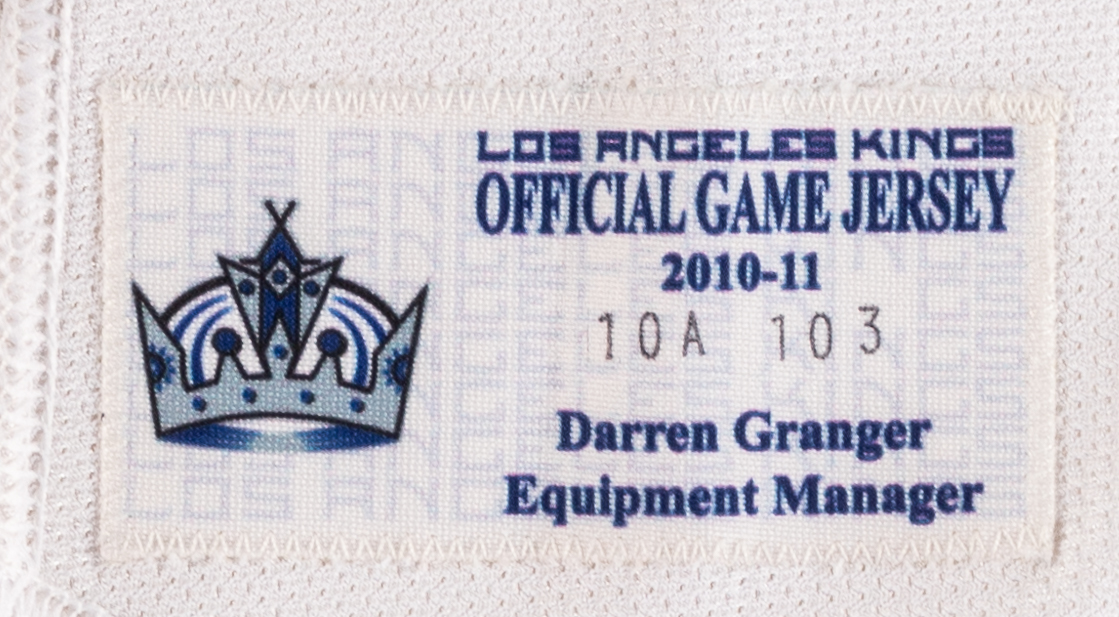 LOS ANGELES KINGS
OFFICIAL GAME JERSEY
2010-11
10A 103
Darren Granger
Equipment Manager